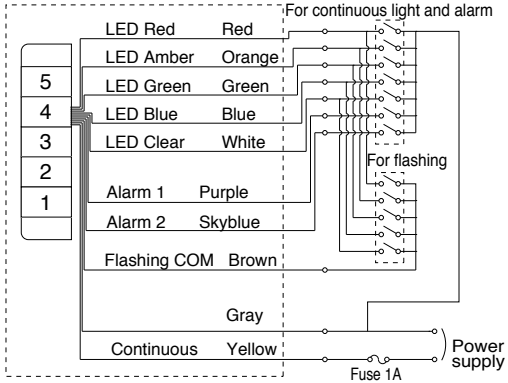 For continuous light and alarm
LED Red Red
LED Amber Orange
LED Green Green
LED Blue Blue
LED Clear White
5
4
3
2
1
For flashing
Alarm 1 Purple
Alarm 2 Skyblue
Flashing COM Brown
Gray
Continuous Yellow
Power
supply
Fuse 1A